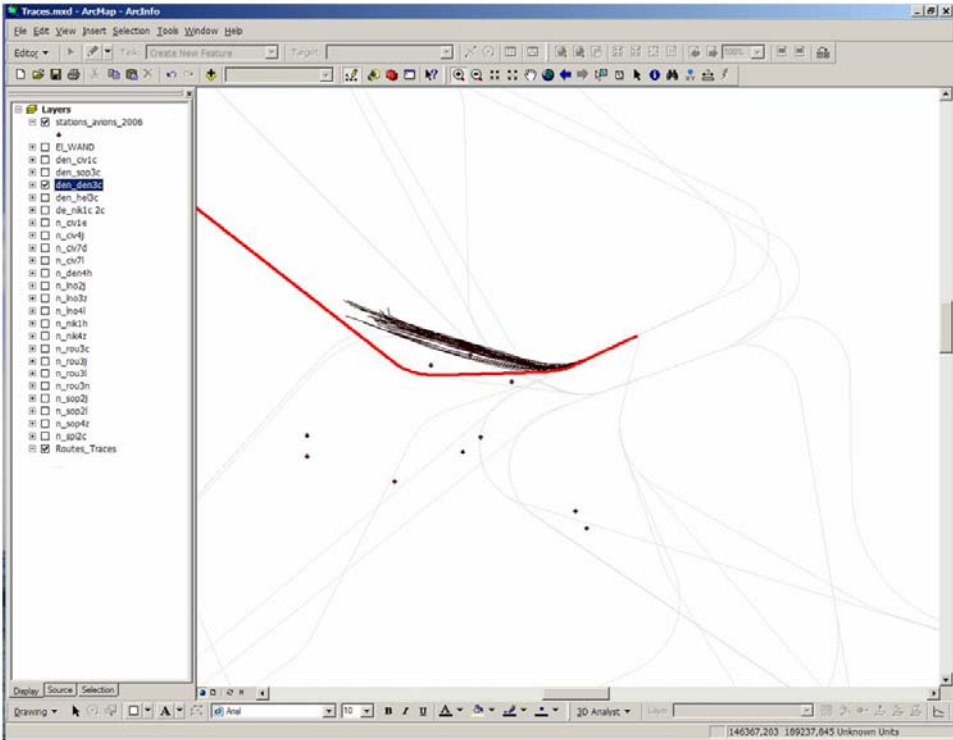 Traces.mxd - ArcMap - ArcInfo
File Edit View Insert Selection Tools Window Help
Editor Task: Create New Feature Target: 100%
Layers
stations_avions_2006
El_WAND
den_civ1c
den_sop3c
den_den3c
den_hel3c
de_nik1c 2c
n_civ1e
n_civ4j
n_civ7d
n_civ7l
n_den4h
n_lno2j
n_lno3z
n_lno4l
n_nik1h
n_nik4z
n_rou3c
n_rou3j
n_rou3l
n_rou3n
n_sop2j
n_sop2l
n_sop4z
n_spi2c
Routes_Traces
Display Source Selection
Drawing A Arial 10 B I U A 3D Analyst Layer
146367,203 189237,845 Unknown Units